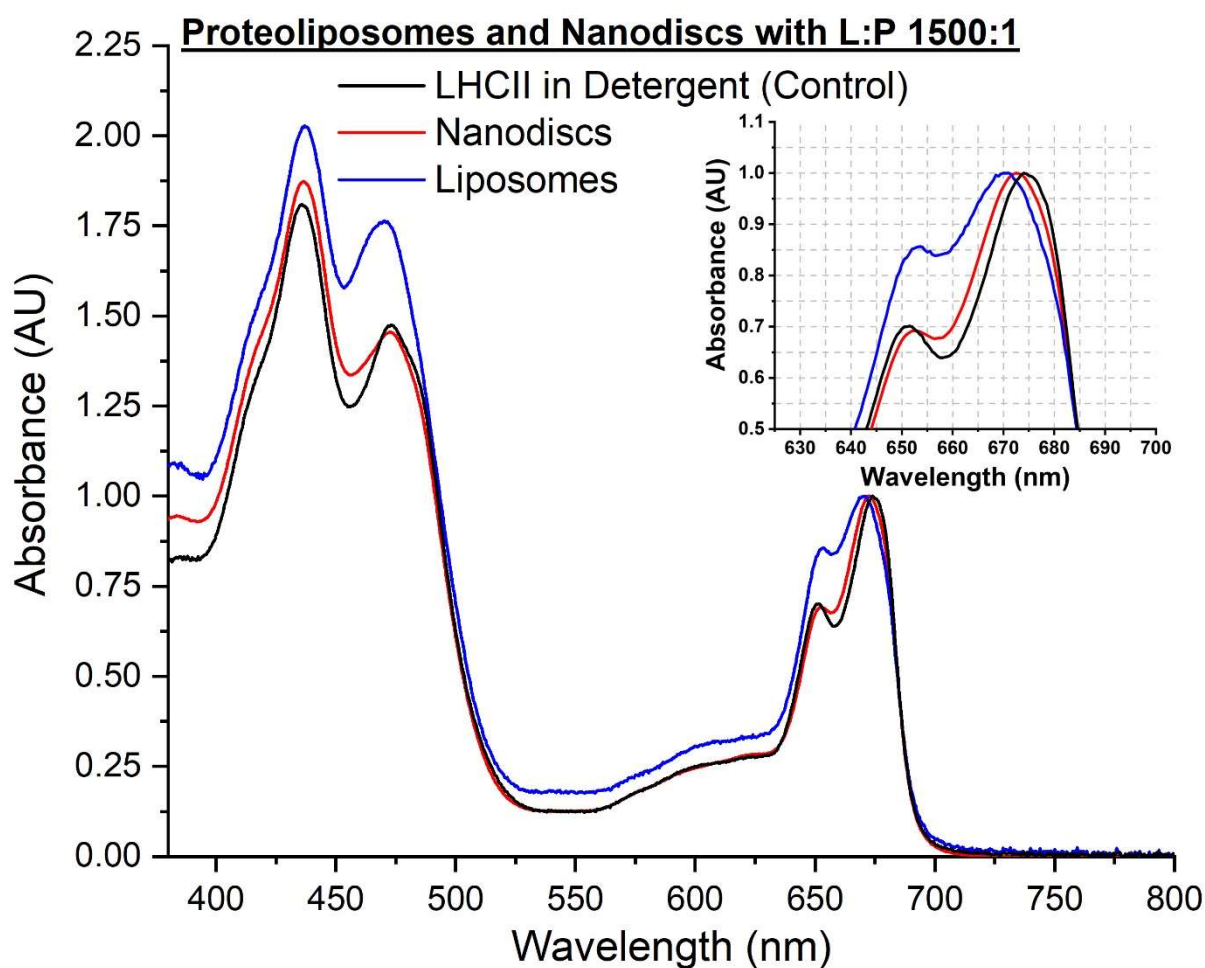 Proteoliposomes and Nanodiscs with L:P 1500:1
LHCII in Detergent (Control)
Nanodiscs
Liposomes
Absorbance (AU)
2.25
2.00
1.75
1.50
1.25
1.00
0.75
0.50
0.25
0.00
400 450 500 550 600 650 700 750 800
Wavelength (nm)
Absorbance (AU)
1.1
1.0
0.9
0.8
0.7
0.6
0.5
630 640 650 660 670 680 690 700
Wavelength (nm)